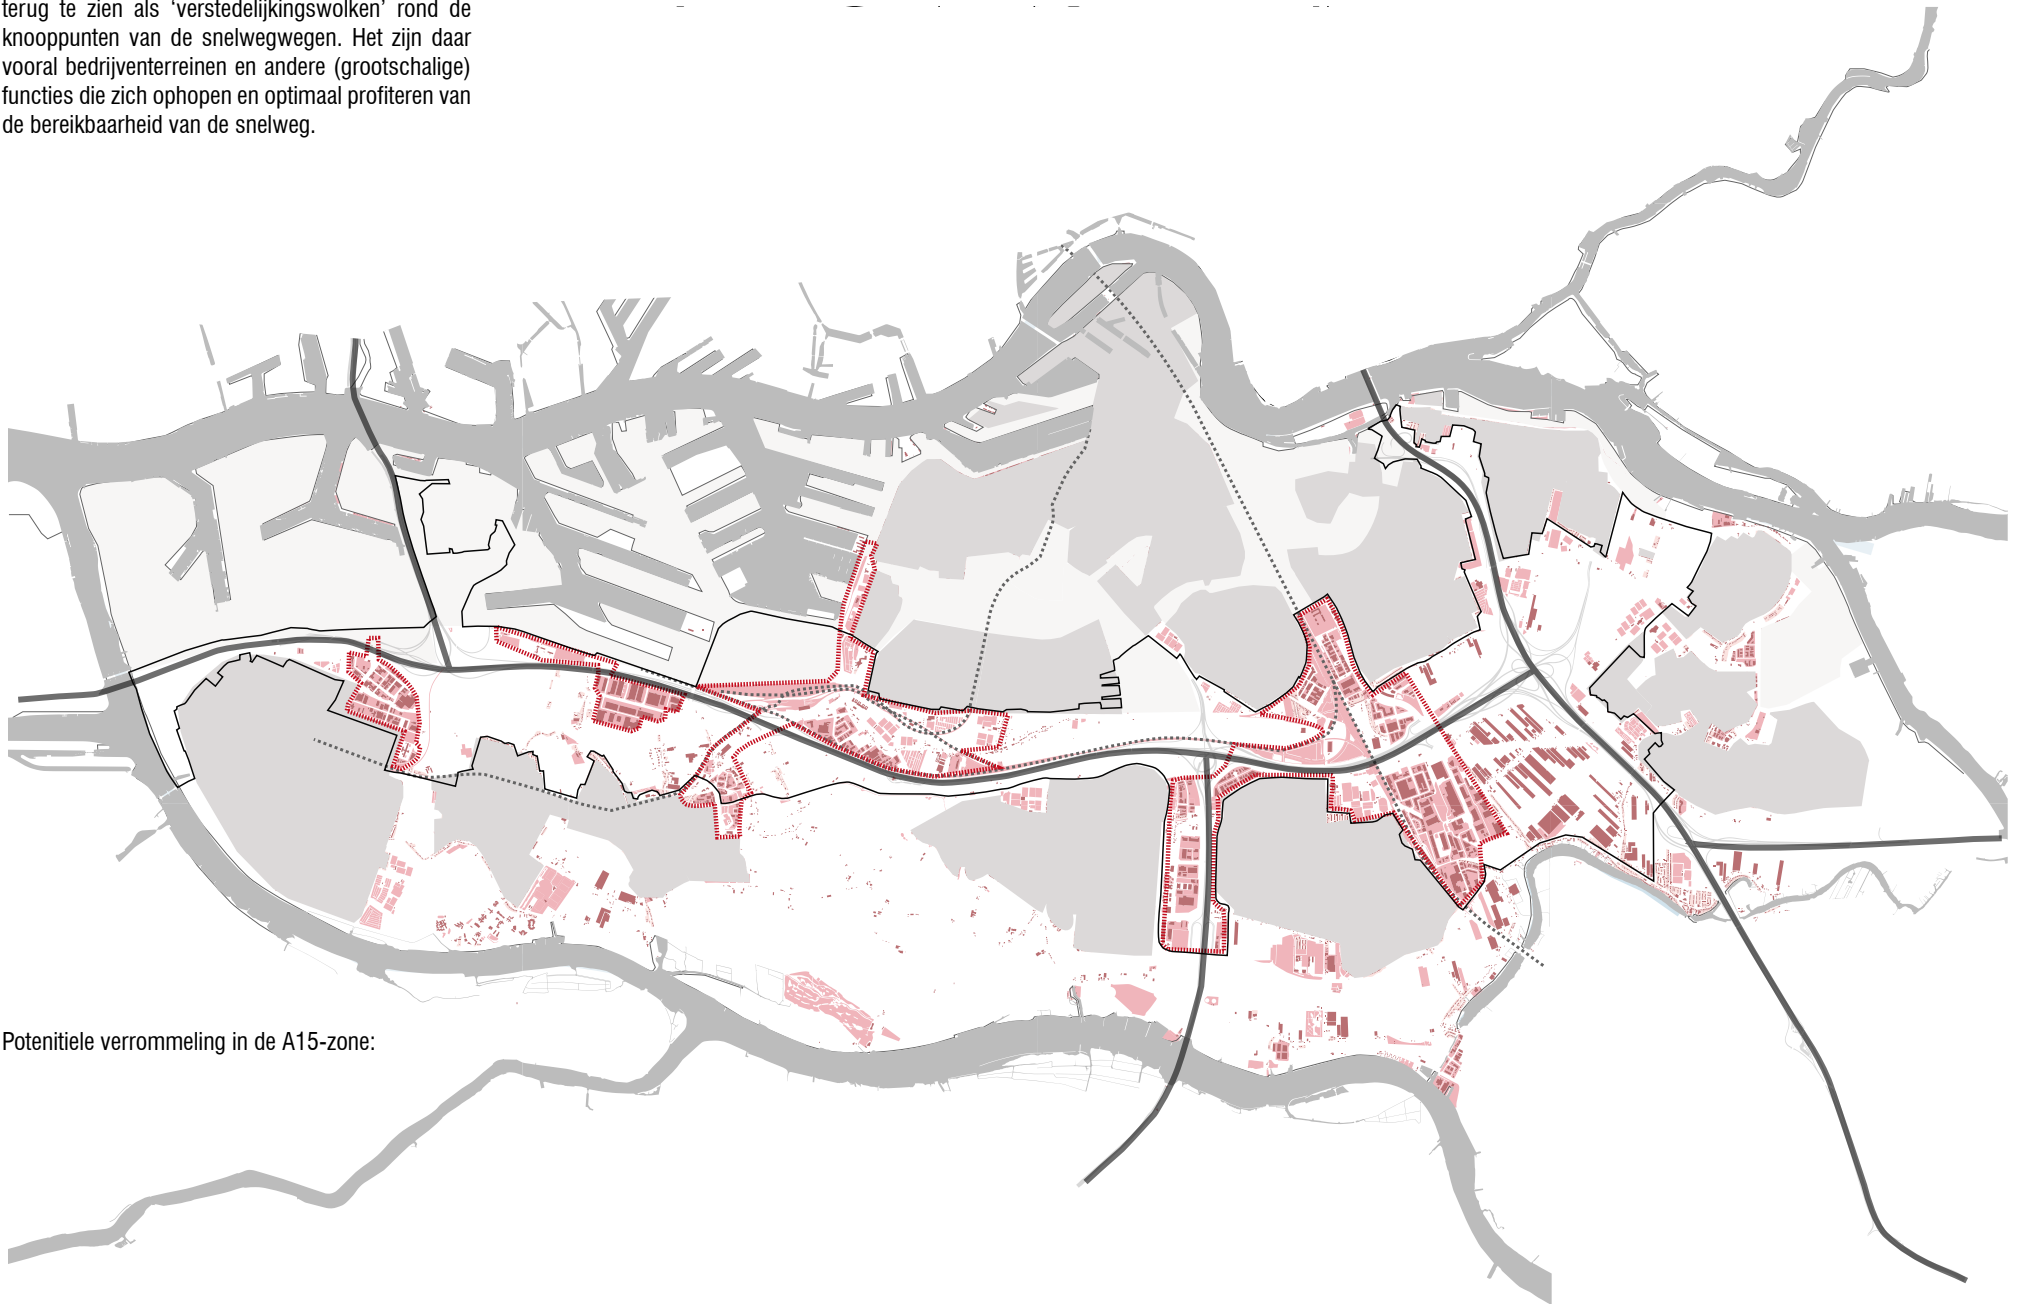 terug te zien als ‘verstedelijkingswolken’ rond de
knooppunten van de snelwegwegen. Het zijn daar
vooral bedrijventerreinen en andere (grootschalige)
functies die zich ophopen en optimaal profiteren van
de bereikbaarheid van de snelweg.
Potenitiele verrommeling in de A15-zone: